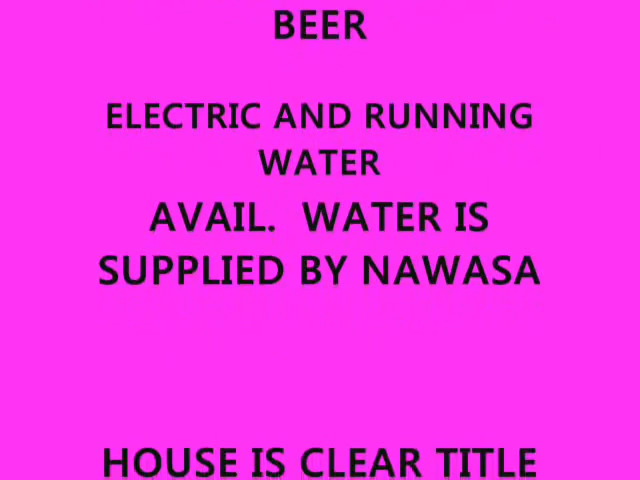 BEER
ELECTRIC AND RUNNING
WATER
AVAIL.  WATER IS
SUPPLIED BY NAWASA
HOUSE IS CLEAR TITLE